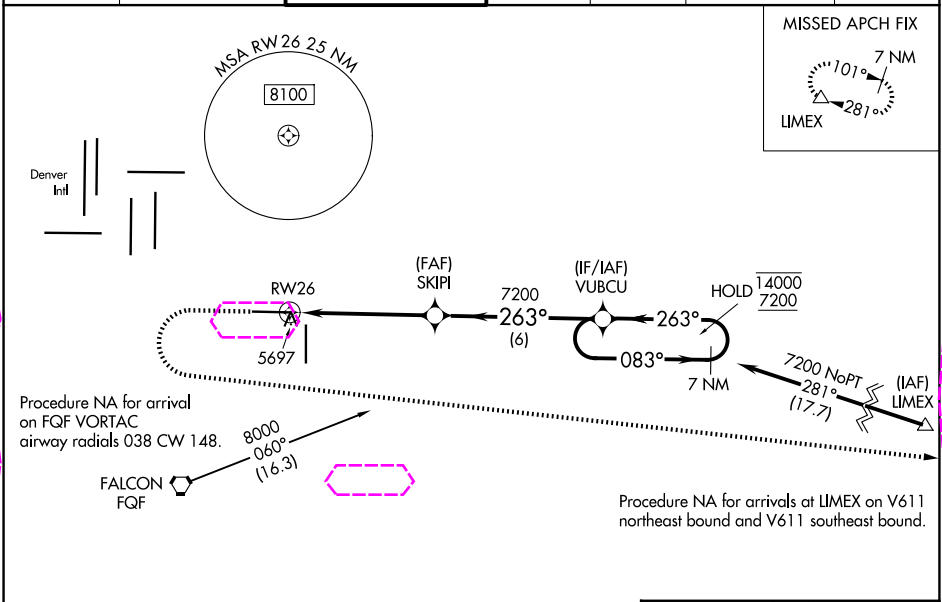 MISSED APCH FIX
7 NM
101°
281°
LIMEX
MSA RW26 25 NM
8100
Denver
Intl
(FAF)
SKIPI
(IF/IAF)
VUBCU
HOLD
14000
7200
RW26
5697
7200
263°
(6)
263°
083°
7 NM
7200 NoPT
281°
(17.7)
(IAF)
LIMEX
Procedure NA for arrival
on FQF VORTAC
airway radials 038 CW 148.
8000
060°
(16.3)
FALCON
FQF
Procedure NA for arrivals at LIMEX on V611
northeast bound and V611 southeast bound.